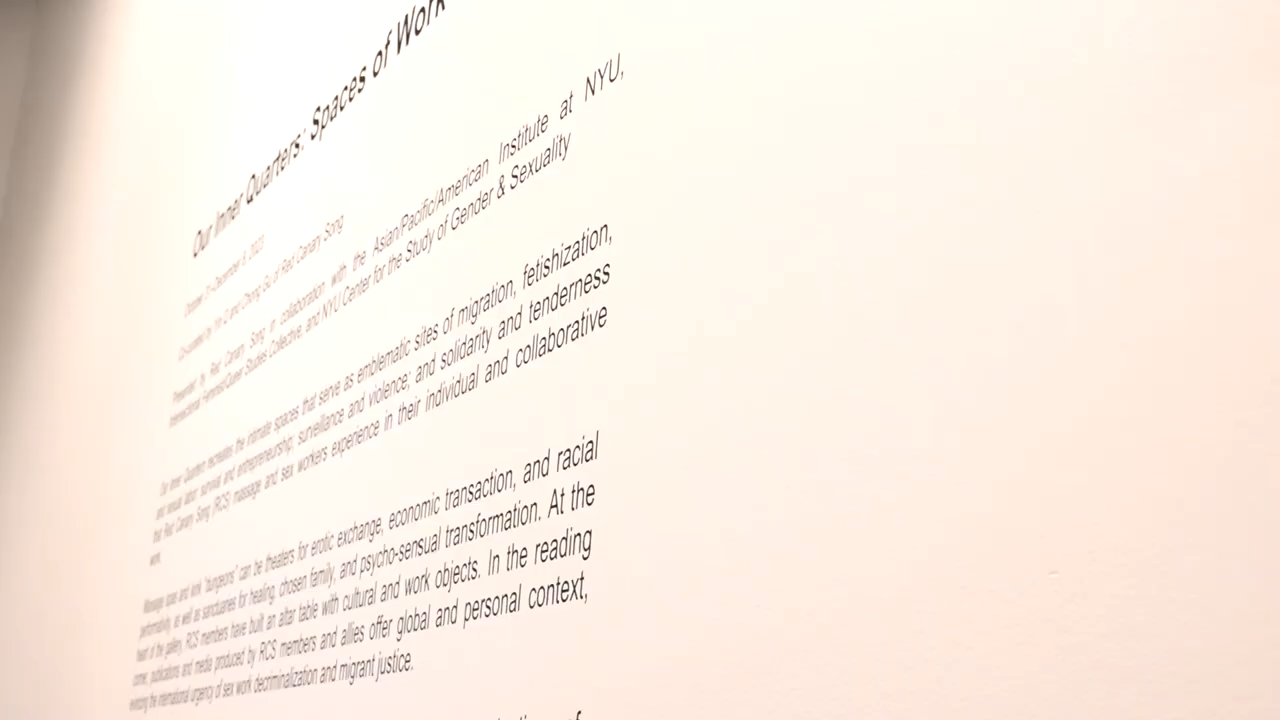 Our Inner Quarters: Spaces of Work
October 21–December 9, 2023
Co-curated by Yin Q and Chong Gu of Red Canary Song
Presented by Red Canary Song in collaboration with the Asian/Pacific/American Institute at NYU,
Intersectional Feminist/Queer Studies Collective, and NYU Center for the Study of Gender & Sexuality
Our Inner Quarters recreates the intimate spaces that serve as emblematic sites of migration, fetishization,
and sexual labor; survival and entrepreneurship; surveillance and violence; and solidarity and tenderness
that Red Canary Song (RCS) massage and sex workers experience in their individual and collaborative
work.
Massage spas and kink "dungeons" can be theaters for erotic exchange, economic transaction, and racial
performativity, as well as sanctuaries for healing, chosen family, and psycho-sensual transformation. At the
heart of the gallery, RCS members have built an altar table with cultural and work objects. In the reading
corner, publications and media produced by RCS members and allies offer global and personal context,
evincing the international urgency of sex work decriminalization and migrant justice.
of